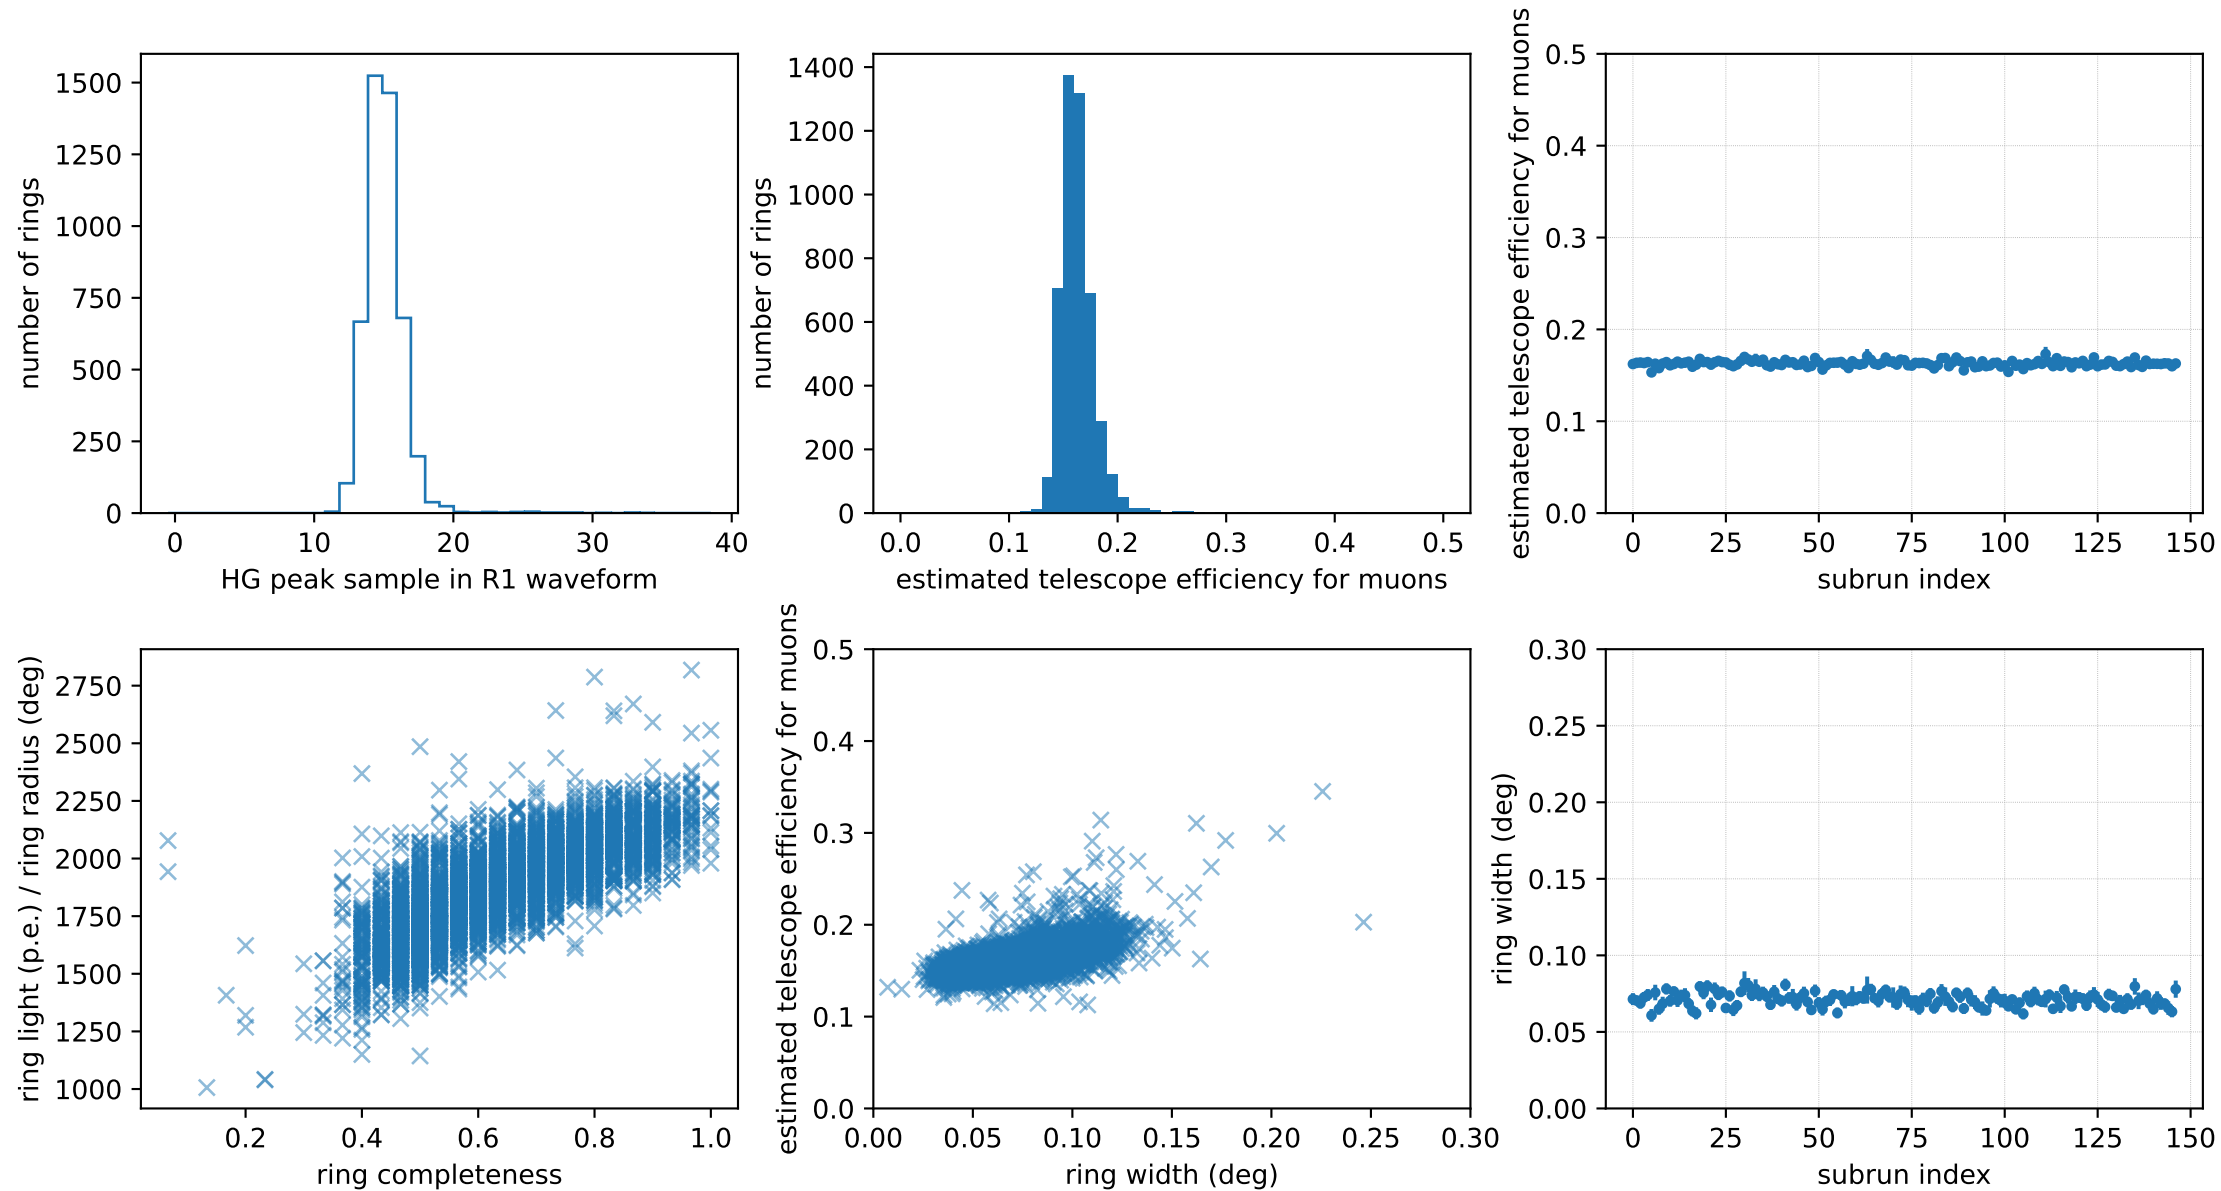 1500
1250
1000
750
500
250
0
number of rings
0 10 20 30 40
HG peak sample in R1 waveform
1400
1200
1000
800
600
400
200
0
number of rings
0.0 0.1 0.2 0.3 0.4 0.5
estimated telescope efficiency for muons
0.5
0.4
0.3
0.2
0.1
0.0
estimated telescope efficiency for muons
0 25 50 75 100 125 150
subrun index
2750
2500
2250
2000
1750
1500
1250
1000
ring light (p.e.) / ring radius (deg)
0.2 0.4 0.6 0.8 1.0
ring completeness
0.5
0.4
0.3
0.2
0.1
0.0
estimated telescope efficiency for muons
0.00 0.05 0.10 0.15 0.20 0.25 0.30
ring width (deg)
0.30
0.25
0.20
0.15
0.10
0.05
0.00
ring width (deg)
0 25 50 75 100 125 150
subrun index